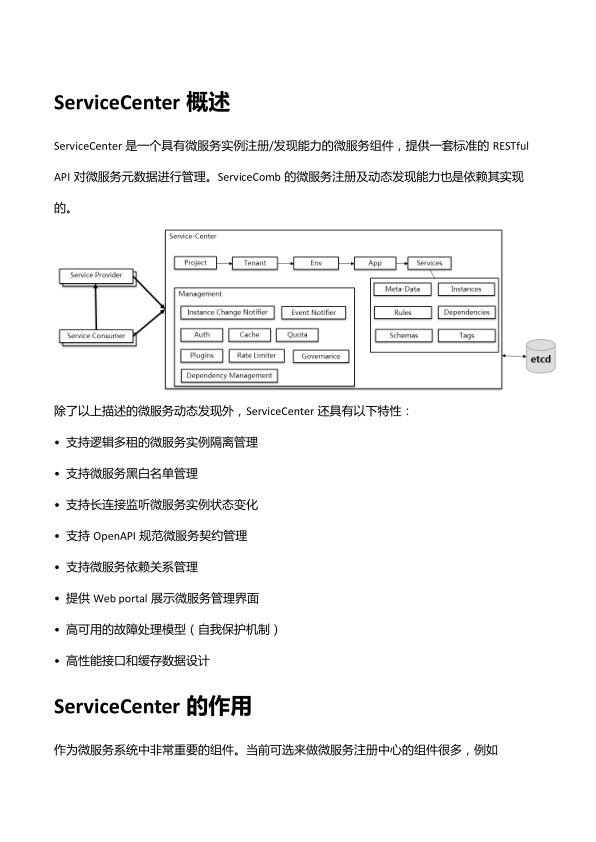 ServiceCenter 概述
ServiceCenter 是一个具有微服务实例注册/发现能力的微服务组件，提供一套标准的 RESTful
API 对微服务元数据进行管理。ServiceComb 的微服务注册及动态发现能力也是依赖其实现
的。
Service-Center
Project
Tenant
Env
App
Services
Service Provider
Service Consumer
Management
Instance Change Notifier
Event Notifier
Auth
Cache
Quota
Plugins
Rate Limiter
Governance
Dependency Management
Meta-Data
Instances
Rules
Dependencies
Schemas
Tags
etcd
除了以上描述的微服务动态发现外，ServiceCenter 还具有以下特性：
• 支持逻辑多租的微服务实例隔离管理
• 支持微服务黑白名单管理
• 支持长连接监听微服务实例状态变化
• 支持 OpenAPI 规范微服务契约管理
• 支持微服务依赖关系管理
• 提供 Web portal 展示微服务管理界面
• 高可用的故障处理模型（自我保护机制）
• 高性能接口和缓存数据设计
ServiceCenter 的作用
作为微服务系统中非常重要的组件。当前可选来做微服务注册中心的组件很多，例如